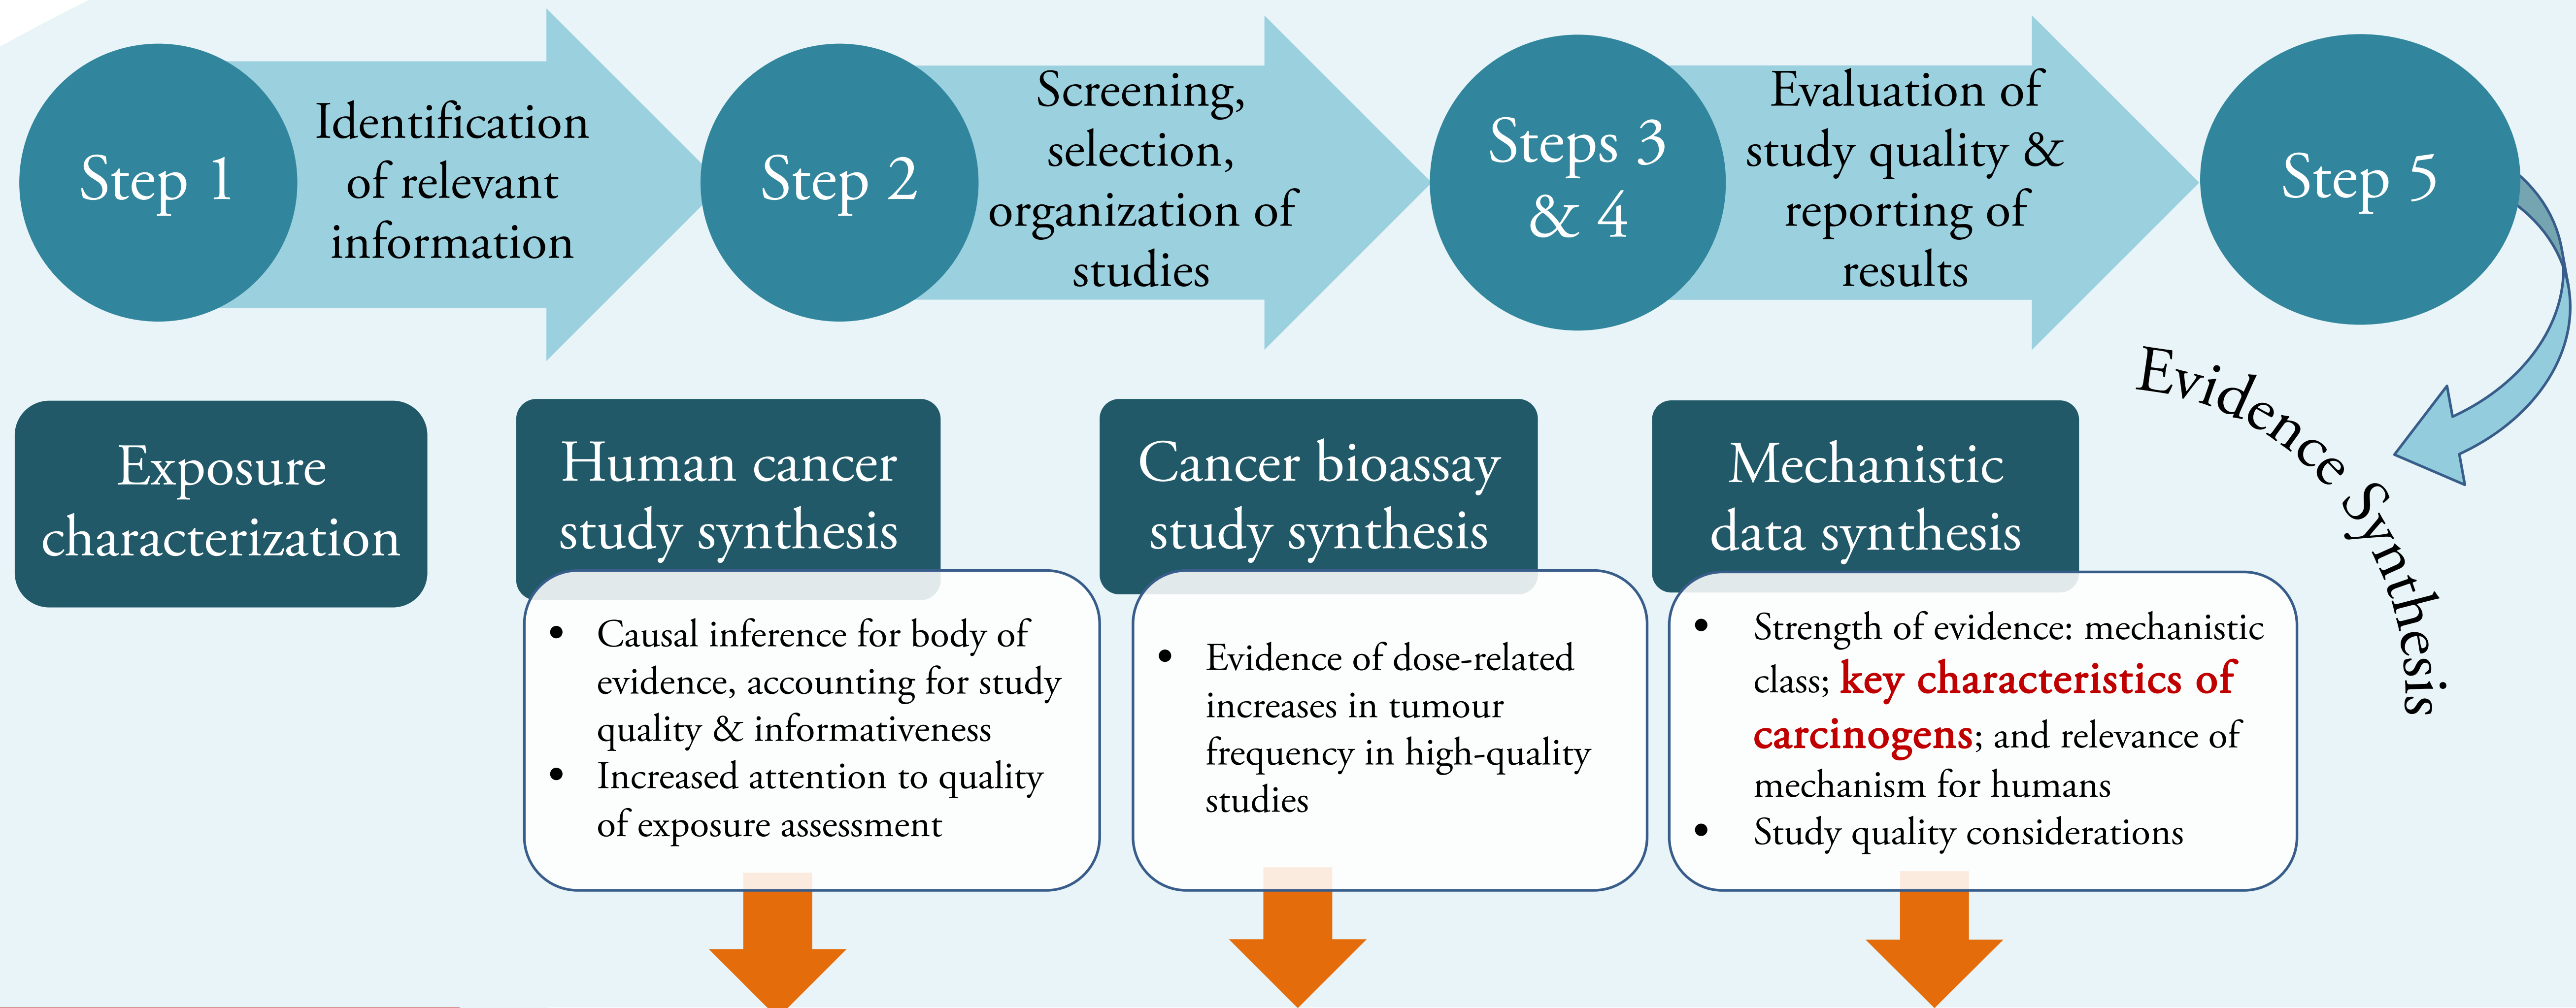 Step 1
Identification
of relevant
information
Step 2
Screening,
selection,
organization of
studies
Steps 3
& 4
Evaluation of
study quality &
reporting of
results
Step 5
Evidence Synthesis
Exposure
characterization
Human cancer
study synthesis
• Causal inference for body of
evidence, accounting for study
quality & informativeness
• Increased attention to quality
of exposure assessment
Cancer bioassay
study synthesis
• Evidence of dose-related
increases in tumour
frequency in high-quality
studies
Mechanistic
data synthesis
• Strength of evidence: mechanistic
class; key characteristics of
carcinogens; and relevance of
mechanism for humans
• Study quality considerations